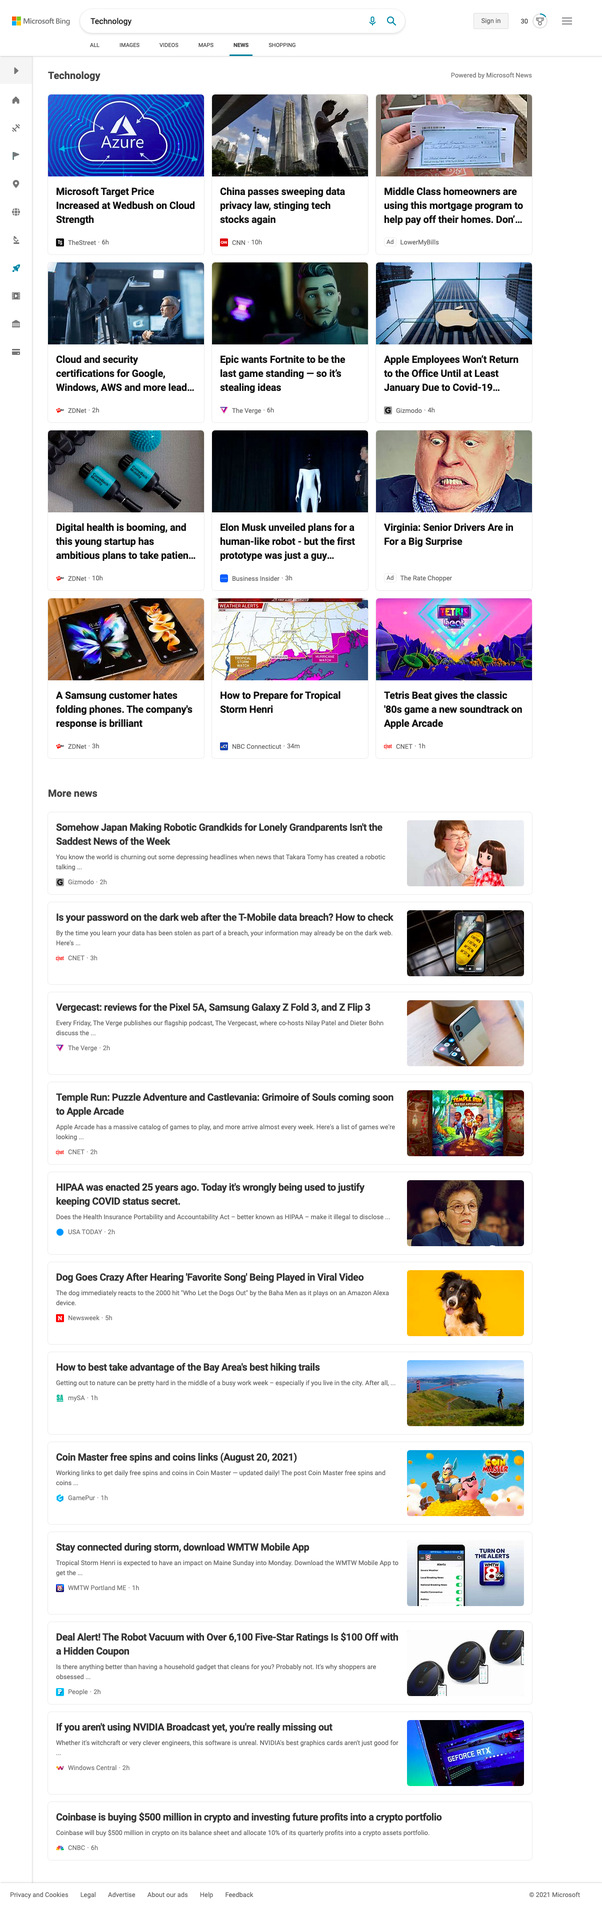 Microsoft Bing
Technology
Sign in
30
ALL IMAGES VIDEOS MAPS NEWS SHOPPING
Technology
Powered by Microsoft News
Azure
Microsoft Target Price
Increased at Wedbush on Cloud
Strength
TheStreet · 6h
China passes sweeping data
privacy law, stinging tech
stocks again
CNN · 10h
Middle Class homeowners are
using this mortgage program to
help pay off their homes. Don'...
Ad LowerMyBills
Cloud and security
certifications for Google,
Windows, AWS and more lead...
ZDNet · 2h
Epic wants Fortnite to be the
last game standing — so it's
stealing ideas
The Verge · 6h
Apple Employees Won't Return
to the Office Until at Least
January Due to Covid-19...
Gizmodo · 4h
Digital health is booming, and
this young startup has
ambitious plans to take patien...
ZDNet · 10h
Elon Musk unveiled plans for a
human-like robot - but the first
prototype was just a guy...
Business Insider · 3h
Virginia: Senior Drivers Are in
For a Big Surprise
Ad The Rate Chopper
A Samsung customer hates
folding phones. The company's
response is brilliant
ZDNet · 3h
WEATHER ALERTS
TROPICAL
STORM
WATCH
HURRICANE
WATCH
How to Prepare for Tropical
Storm Henri
NBC Connecticut · 34m
TETRIS
BEAT
Tetris Beat gives the classic
'80s game a new soundtrack on
Apple Arcade
CNET · 1h
More news
Somehow Japan Making Robotic Grandkids for Lonely Grandparents Isn't the
Saddest News of the Week
You know the world is churning out some depressing headlines when news that Takara Tomy has created a robotic
talking ...
Gizmodo · 2h
Is your password on the dark web after the T-Mobile data breach? How to check
By the time you learn your data has been stolen as part of a breach, your information may already be on the dark web.
Here's ...
CNET · 3h
Vergecast: reviews for the Pixel 5A, Samsung Galaxy Z Fold 3, and Z Flip 3
Every Friday, The Verge publishes our flagship podcast, The Vergecast, where co-hosts Nilay Patel and Dieter Bohn
discuss the ...
The Verge · 2h
Temple Run: Puzzle Adventure and Castlevania: Grimoire of Souls coming soon
to Apple Arcade
Apple Arcade has a massive catalog of games to play, and more arrive almost every week. Here's a list of games we're
looking ...
CNET · 2h
TEMPLE RUN
HIPAA was enacted 25 years ago. Today it's wrongly being used to justify
keeping COVID status secret.
Does the Health Insurance Portability and Accountability Act – better known as HIPAA – make it illegal to disclose ...
USA TODAY · 2h
Dog Goes Crazy After Hearing 'Favorite Song' Being Played in Viral Video
The dog immediately reacts to the 2000 hit "Who Let the Dogs Out" by the Baha Men as it plays on an Amazon Alexa
device.
Newsweek · 5h
How to best take advantage of the Bay Area's best hiking trails
Getting out to nature can be pretty hard in the middle of a busy work week – especially if you live in the city. After all, ...
mySA · 1h
Coin Master free spins and coins links (August 20, 2021)
Working links to get daily free spins and coins in Coin Master — updated daily! The post Coin Master free spins and
coins ...
GamePur · 1h
COIN
MASTER
Stay connected during storm, download WMTW Mobile App
Tropical Storm Henri is expected to have an impact on Maine Sunday into Monday. Download the WMTW Mobile App to
get the ...
WMTW Portland ME · 1h
Alerts
TURN ON
THE ALERTS
WMTW
8
Deal Alert! The Robot Vacuum with Over 6,100 Five-Star Ratings Is $100 Off with
a Hidden Coupon
Is there anything better than having a household gadget that cleans for you? Probably not. It's why shoppers are
obsessed ...
People · 2h
If you aren't using NVIDIA Broadcast yet, you're really missing out
Whether it's witchcraft or very clever engineers, this software is unreal. NVIDIA's best graphics cards aren't just good for
...
Windows Central · 2h
GEFORCE RTX
Coinbase is buying $500 million in crypto and investing future profits into a crypto portfolio
Coinbase will buy $500 million in crypto on its balance sheet and allocate 10% of its quarterly profits into a crypto assets portfolio.
CNBC · 6h
Privacy and Cookies Legal Advertise About our ads Help Feedback
© 2021 Microsoft